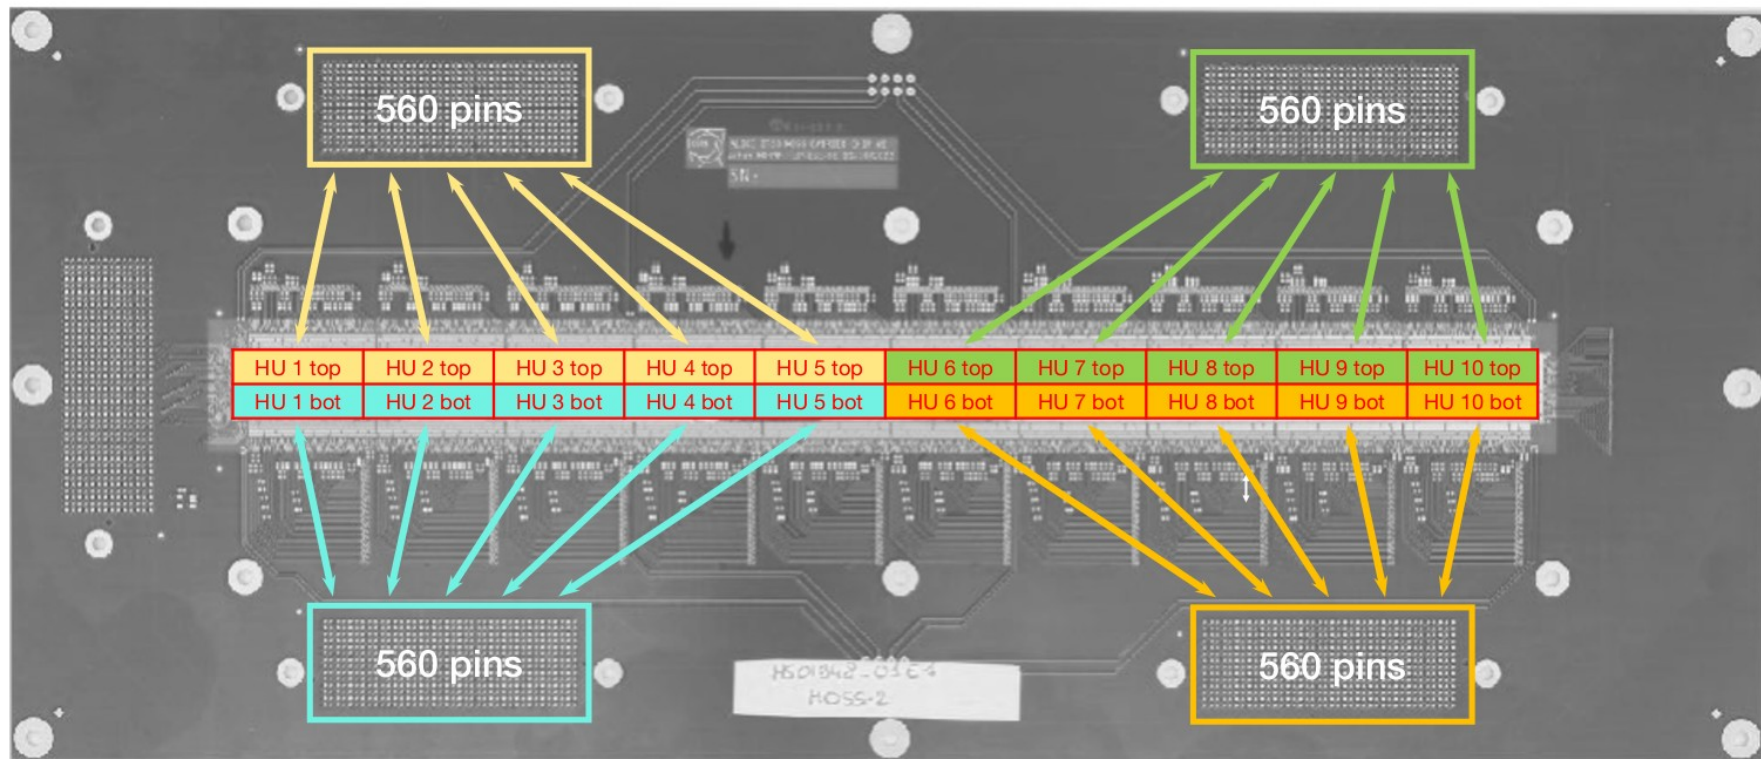 560 pins
560 pins
SN:
HU 1 top
HU 2 top
HU 3 top
HU 4 top
HU 5 top
HU 6 top
HU 7 top
HU 8 top
HU 9 top
HU 10 top
HU 1 bot
HU 2 bot
HU 3 bot
HU 4 bot
HU 5 bot
HU 6 bot
HU 7 bot
HU 8 bot
HU 9 bot
HU 10 bot
560 pins
560 pins